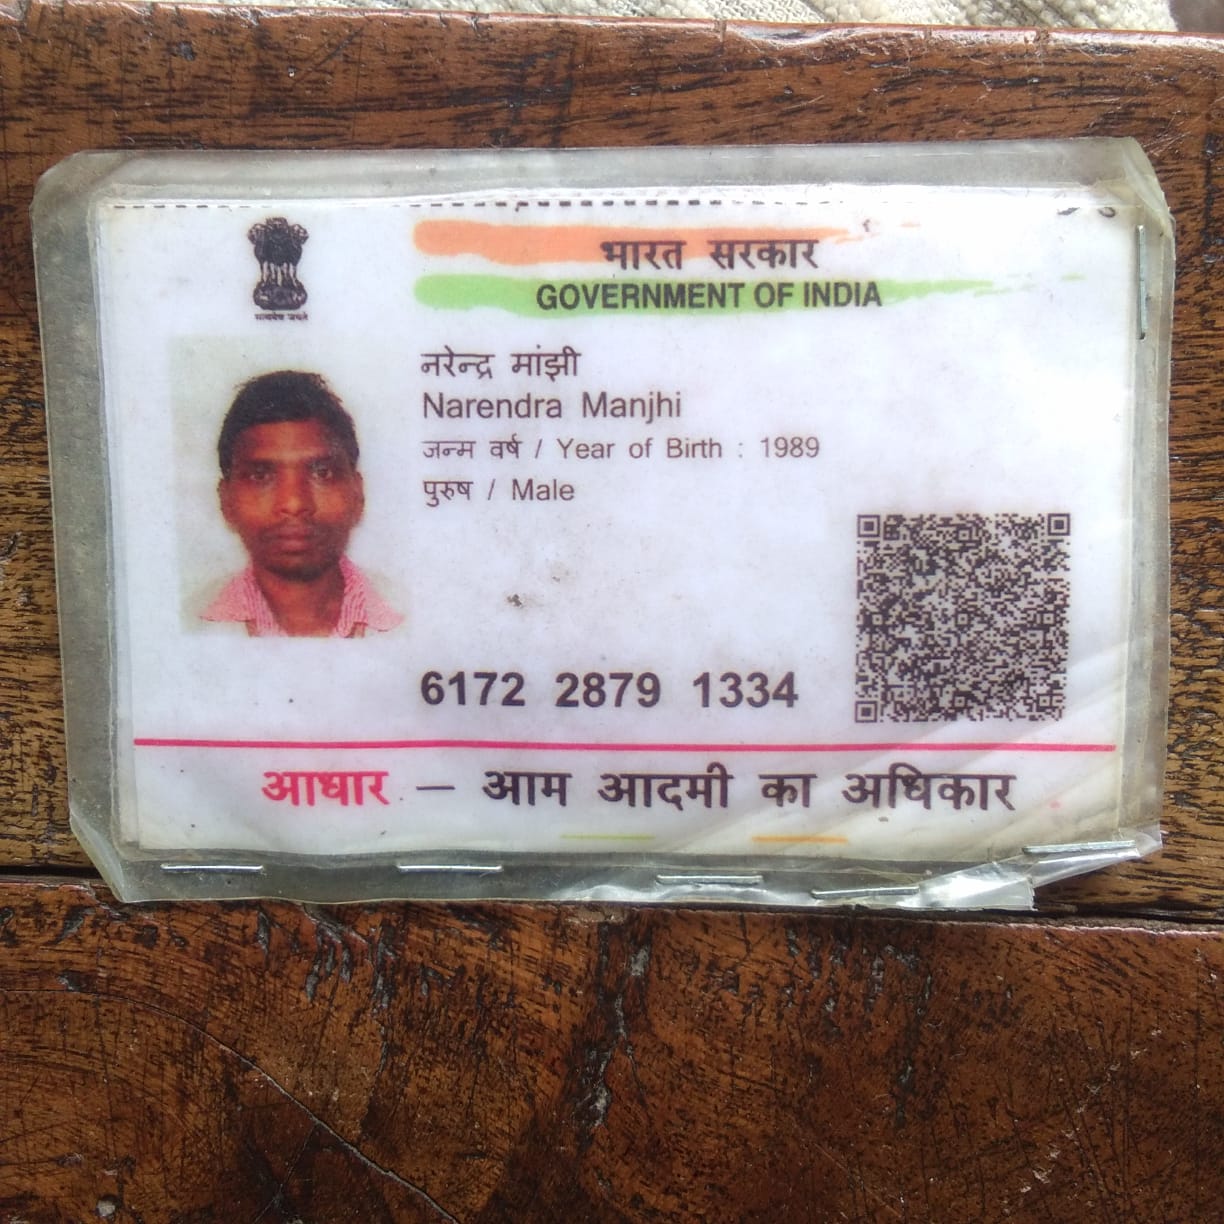 भारत सरकार
GOVERNMENT OF INDIA
सत्यमेव जयते
नरेन्द्र मांझी
Narendra Manjhi
जन्म वर्ष / Year of Birth : 1989
पुरुष / Male
6172 2879 1334
आधार – आम आदमी का अधिकार